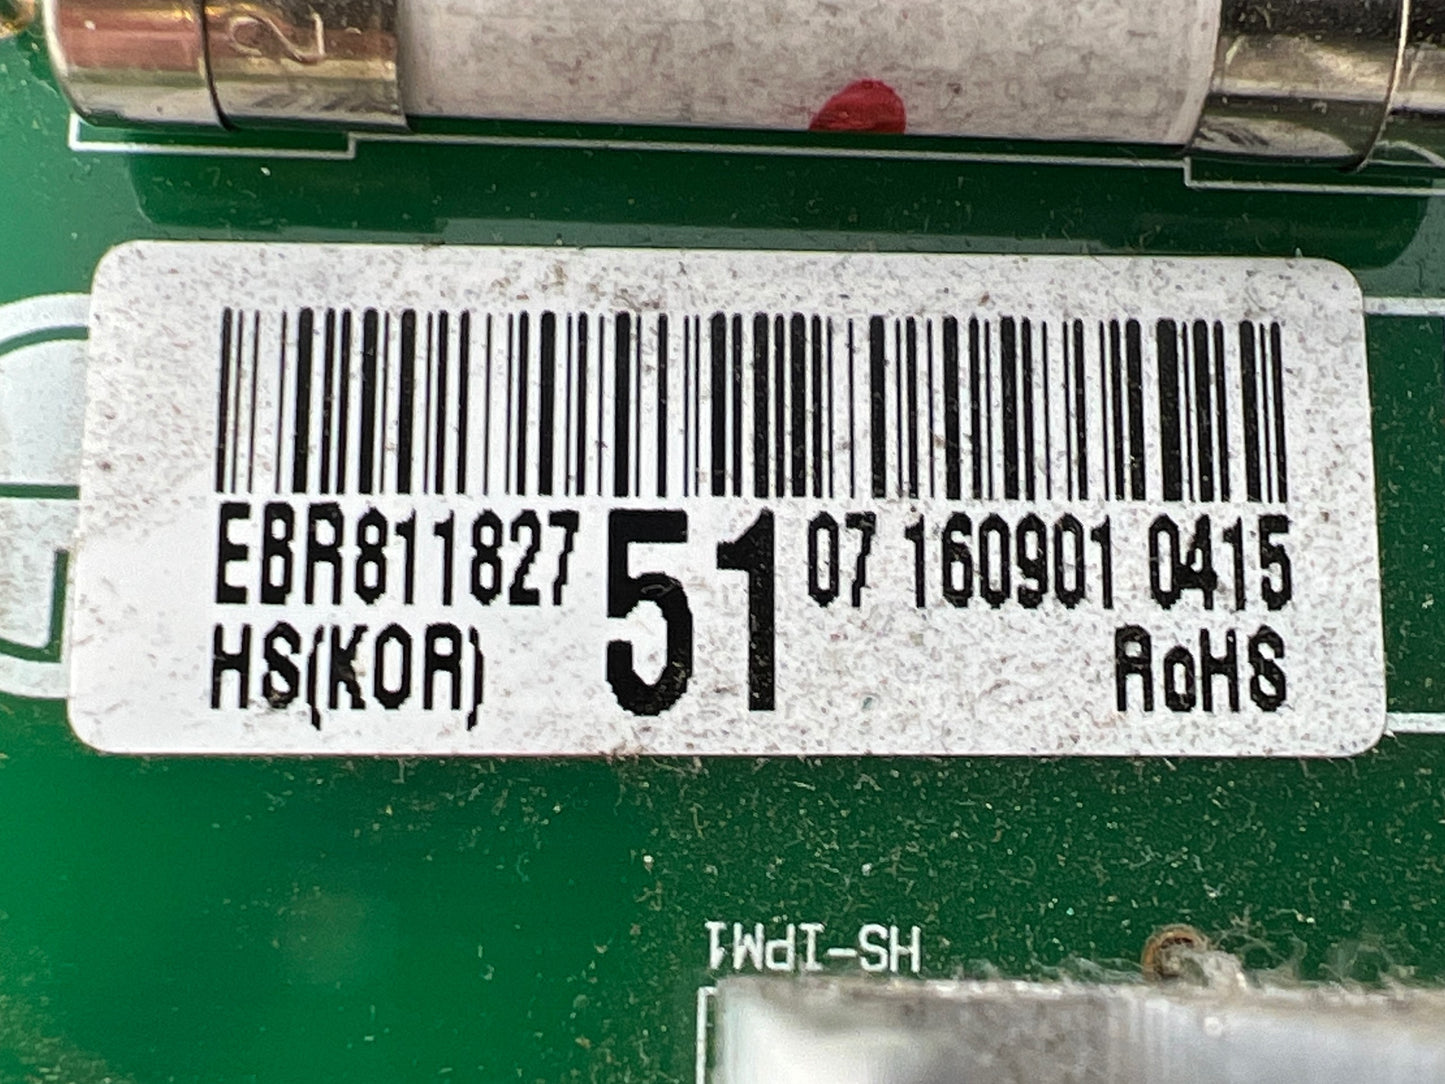 EBR811827 51 07 160901 0415
HS(KOR) RoHS
HS-IPM1